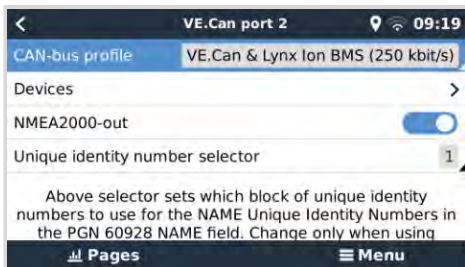 VE.Can port 2 09:19
CAN-bus profile VE.Can & Lynx Ion BMS (250 kbit/s)
Devices
NMEA2000-out
Unique identity number selector 1
Above selector sets which block of unique identity
numbers to use for the NAME Unique Identity Numbers in
the PGN 60928 NAME field. Change only when using
Pages Menu